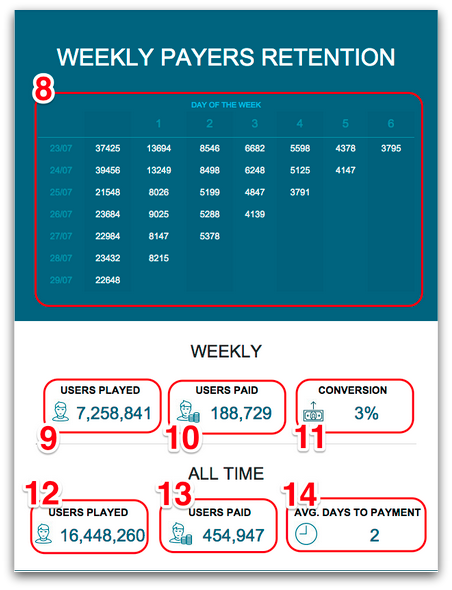 WEEKLY PAYERS RETENTION
8
DAY OF THE WEEK
1 2 3 4 5 6
23/07 37425 13694 8546 6682 5598 4378 3795
24/07 39456 13249 8498 6248 5125 4147
25/07 21548 8026 5199 4847 3791
26/07 23684 9025 5288 4139
27/07 22984 8147 5378
28/07 23432 8215
29/07 22648
WEEKLY
USERS PLAYED USERS PAID CONVERSION
7,258,841 188,729 3%
9 10 11
ALL TIME
12 13 14
USERS PLAYED USERS PAID AVG. DAYS TO PAYMENT
16,448,260 454,947 2